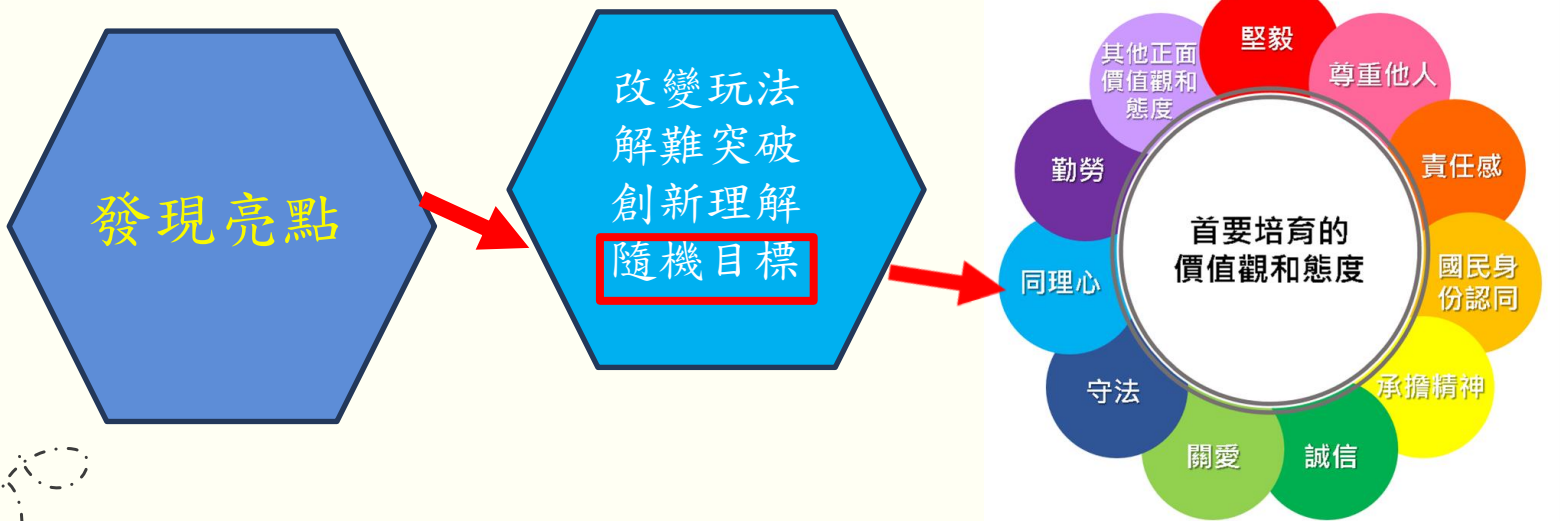 發現亮點
改變玩法
解難突破
創新理解
隨機目標
首要培育的
價值觀和態度
堅毅
尊重他人
責任感
國民身
份認同
承擔精神
誠信
關愛
守法
同理心
勤勞
其他正面
價值觀和
態度